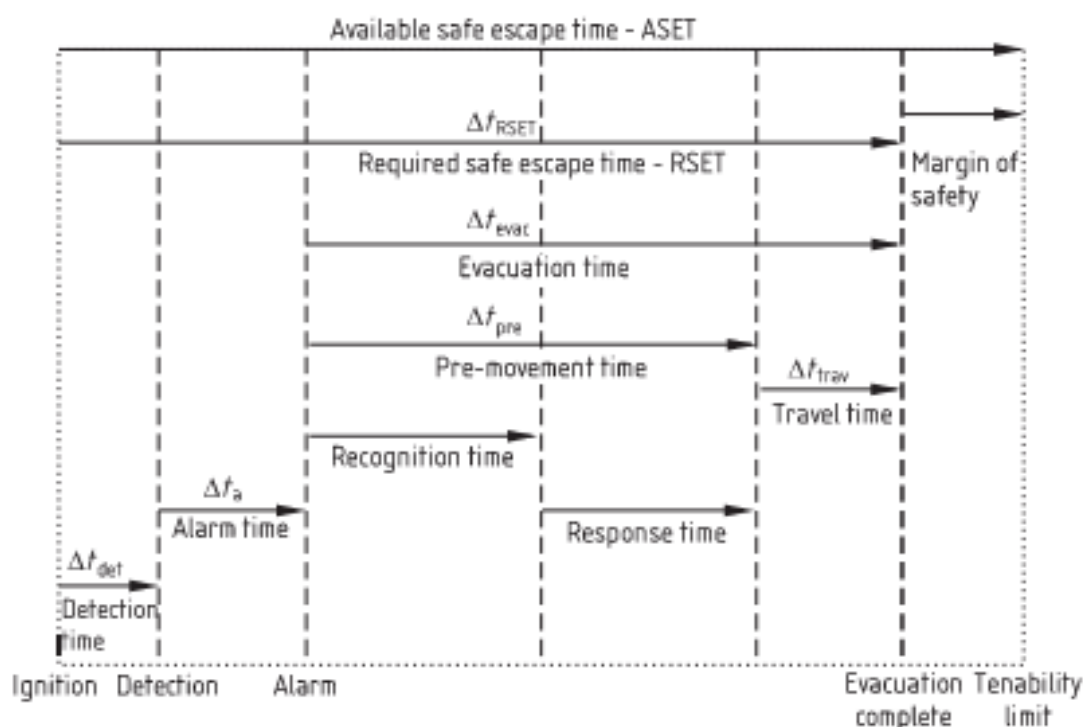 Available safe escape time - ASET
Δt_RSET
Required safe escape time - RSET
Margin of
safety
Δt_evac
Evacuation time
Δt_pre
Pre-movement time
Δt_trav
Travel time
Recognition time
Δt_a
Alarm time
Response time
Δt_det
Detection
time
Ignition Detection Alarm Evacuation Tenability
complete limit